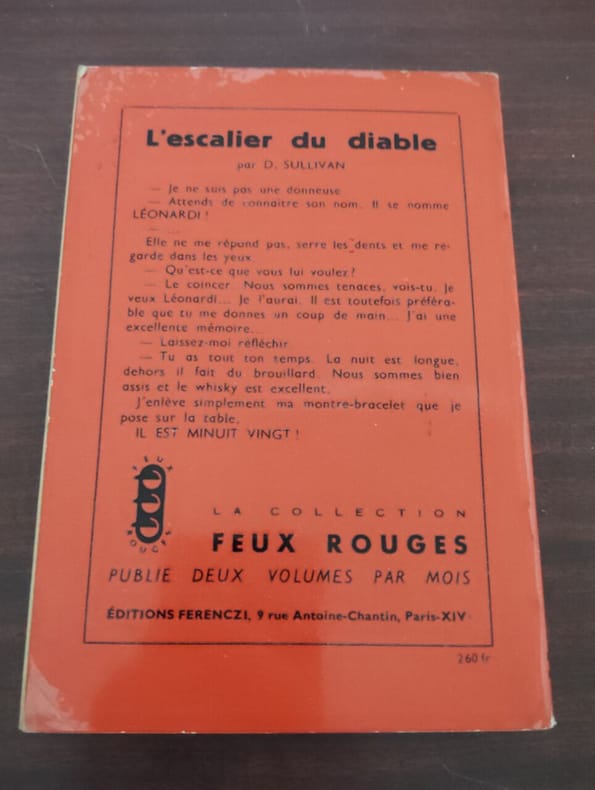 L'escalier du diable
par D. SULLIVAN
— Je ne suis pas une donneuse
— Attends de connaître son nom. Il se nomme
LÉONARDI !
— ....
Elle ne me répond pas, serre les dents et me re-
garde dans les yeux.
— Qu'est-ce que vous lui voulez ?
— Le coincer. Nous sommes tenaces, vois-tu. Je
veux Léonardi... Je l'aurai. Il est toutefois préféra-
ble que tu me donnes un coup de main... J'ai une
excellente mémoire...
— Laissez-moi réfléchir
— Tu as tout ton temps. La nuit est longue,
dehors il fait du brouillard. Nous sommes bien
assis et le whisky est excellent.
J'enlève simplement ma montre-bracelet que je
pose sur la table.
IL EST MINUIT VINGT !
FEUX
ROUGES
LA COLLECTION
FEUX ROUGES
PUBLIE DEUX VOLUMES PAR MOIS
ÉDITIONS FERENCZI, 9 rue Antoine-Chantin, Paris-XIV
260 fr